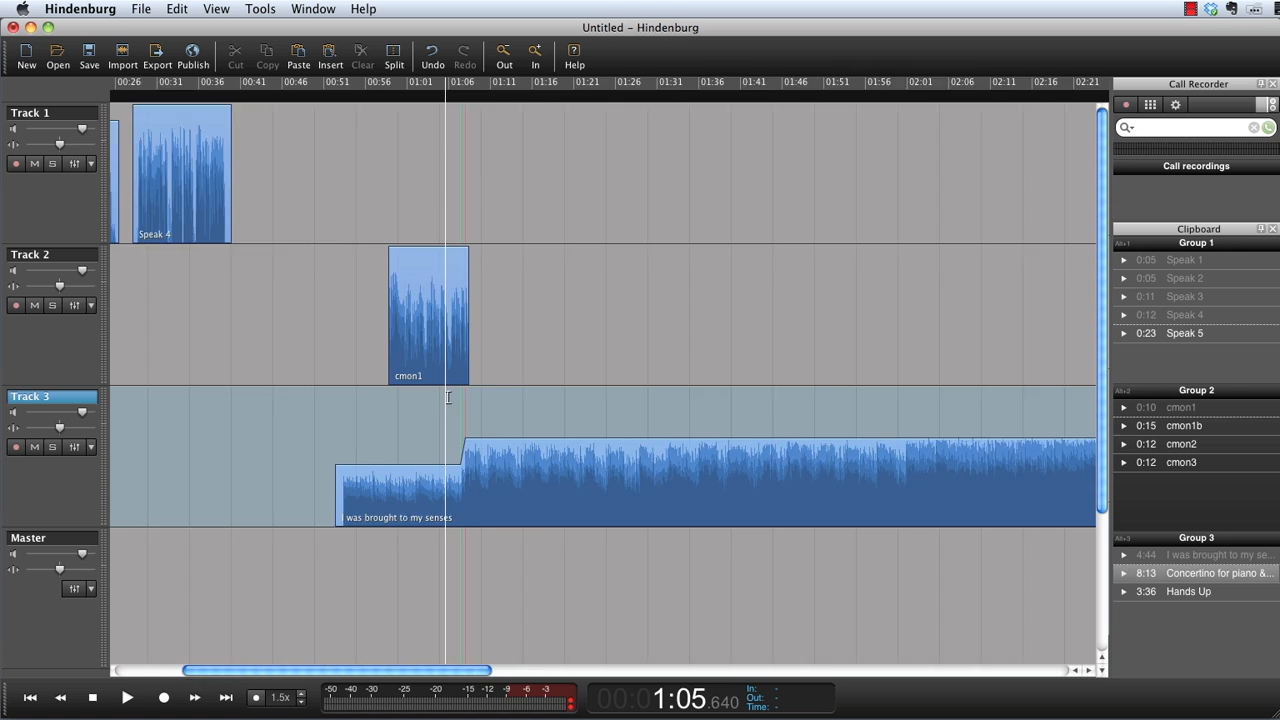 Hindenburg File Edit View Tools Window Help
Untitled – Hindenburg
New Open Save Import Export Publish Cut Copy Paste Insert Clear Split Undo Redo Out In Help
00:26 00:31 00:36 00:41 00:46 00:51 00:56 01:01 01:06 01:11 01:16 01:21 01:26 01:31 01:36 01:41 01:46 01:51 01:56 02:01 02:06 02:11 02:16 02:21
Track 1
M S
Speak 4
Track 2
M S
cmon1
Track 3
M S
I was brought to my senses
Master
Call Recorder
Call recordings
Clipboard
Alt+1 Group 1
0:05 Speak 1
0:05 Speak 2
0:11 Speak 3
0:12 Speak 4
0:23 Speak 5
Alt+2 Group 2
0:10 cmon1
0:15 cmon1b
0:12 cmon2
0:12 cmon3
Alt+3 Group 3
4:44 I was brought to my se...
8:13 Concertino for piano &...
3:36 Hands Up
1.5x
-50 -40 -30 -25 -20 -15 -12 -9 -6 -3
00:01:05.640
In: -
Out: -
Time: -